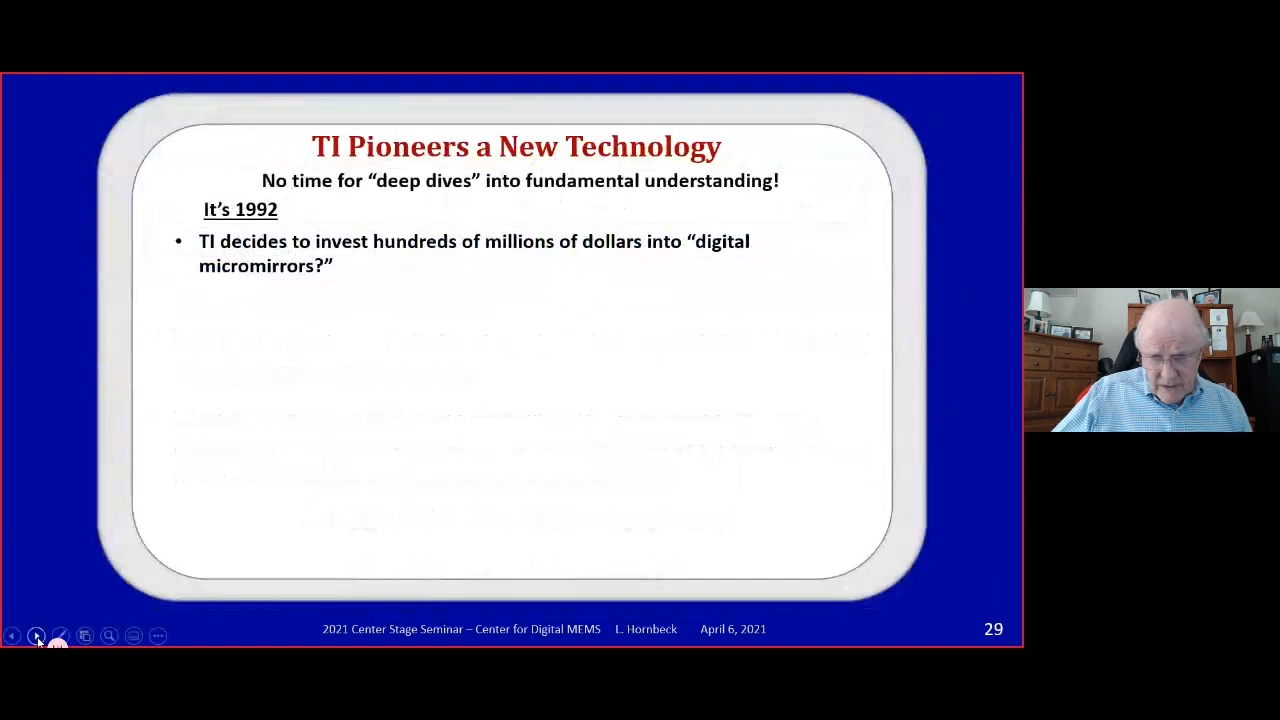 TI Pioneers a New Technology
No time for “deep dives” into fundamental understanding!
It’s 1992
• TI decides to invest hundreds of millions of dollars into “digital
micromirrors?”
2021 Center Stage Seminar – Center for Digital MEMS L. Hornbeck April 6, 2021
29